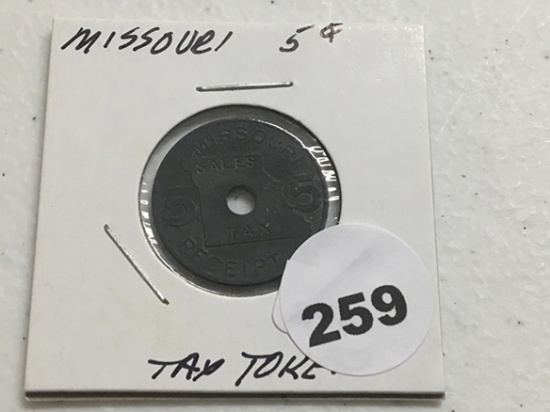 MISSOURI 5¢
MISSOURI
SALES
5 5
TAX
RECEIPT
259
TAX TOKE